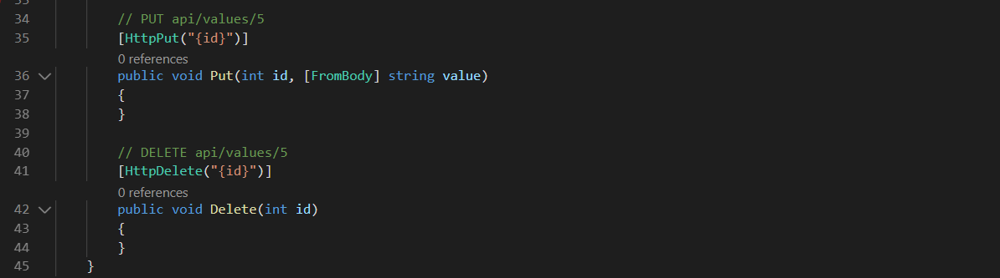 34 // PUT api/values/5
35 [HttpPut("{id}")]
0 references
36 public void Put(int id, [FromBody] string value)
37 {
38 }
39
40 // DELETE api/values/5
41 [HttpDelete("{id}")]
0 references
42 public void Delete(int id)
43 {
44 }
45 }